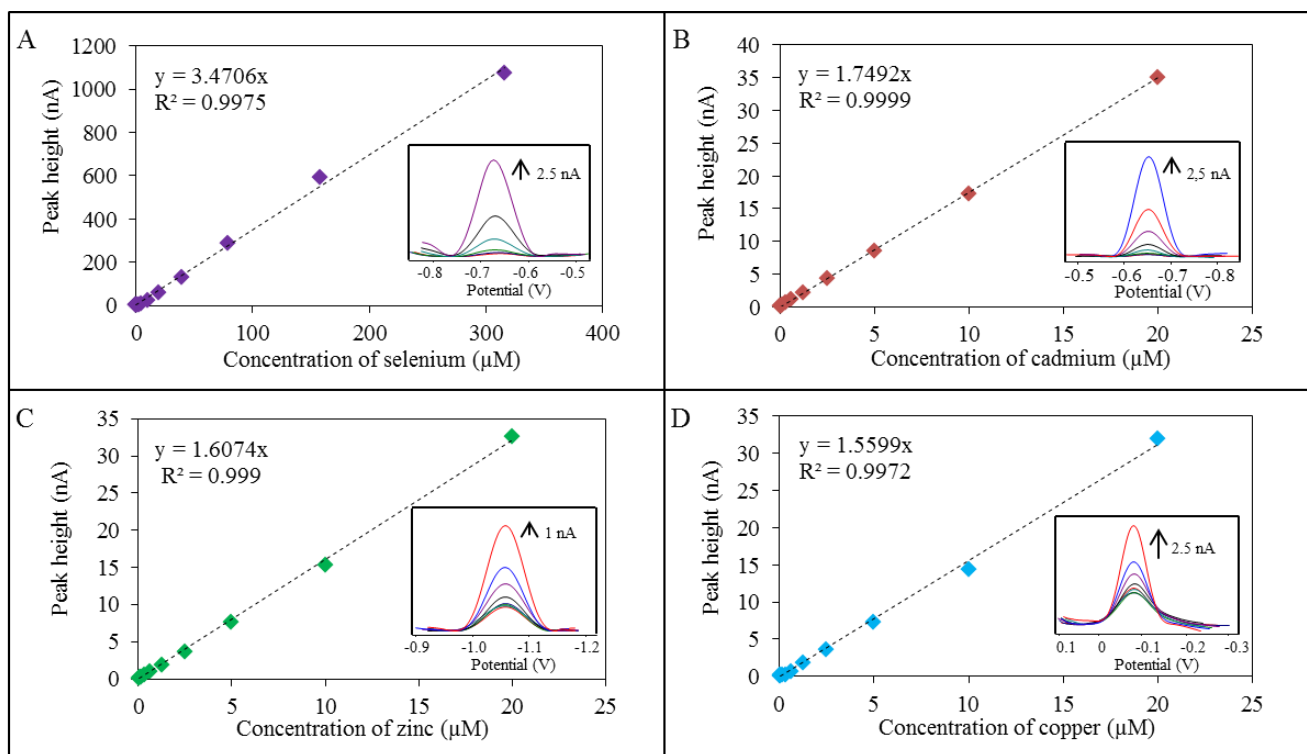 A
1200
1000
800
600
400
200
0
Peak height (nA)
y = 3.4706x
R² = 0.9975
2.5 nA
-0.8 -0.7 -0.6 -0.5
Potential (V)
0 100 200 300 400
Concentration of selenium (µM)
B
40
35
30
25
20
15
10
5
0
Peak height (nA)
y = 1.7492x
R² = 0.9999
2,5 nA
-0.5 -0.6 -0.7 -0.8
Potential (V)
0 5 10 15 20 25
Concentration of cadmium (µM)
C
35
30
25
20
15
10
5
0
Peak height (nA)
y = 1.6074x
R² = 0.999
1 nA
-0.9 -1.0 -1.1 -1.2
Potential (V)
0 5 10 15 20 25
Concentration of zinc (µM)
D
35
30
25
20
15
10
5
0
Peak height (nA)
y = 1.5599x
R² = 0.9972
2.5 nA
0.1 0 -0.1 -0.2 -0.3
Potential (V)
0 5 10 15 20 25
Concentration of copper (µM)